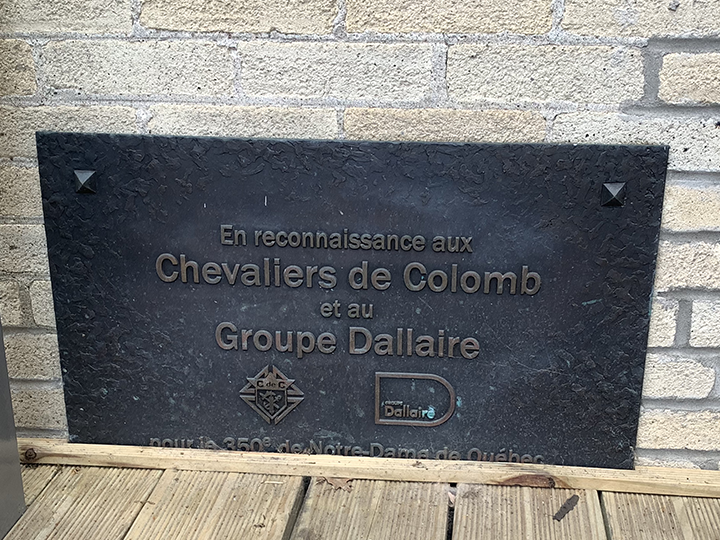 En reconnaissance aux
Chevaliers de Colomb
et au
Groupe Dallaire
C de C
GROUPE
Dallaire
pour le 350e de Notre-Dame de Québec